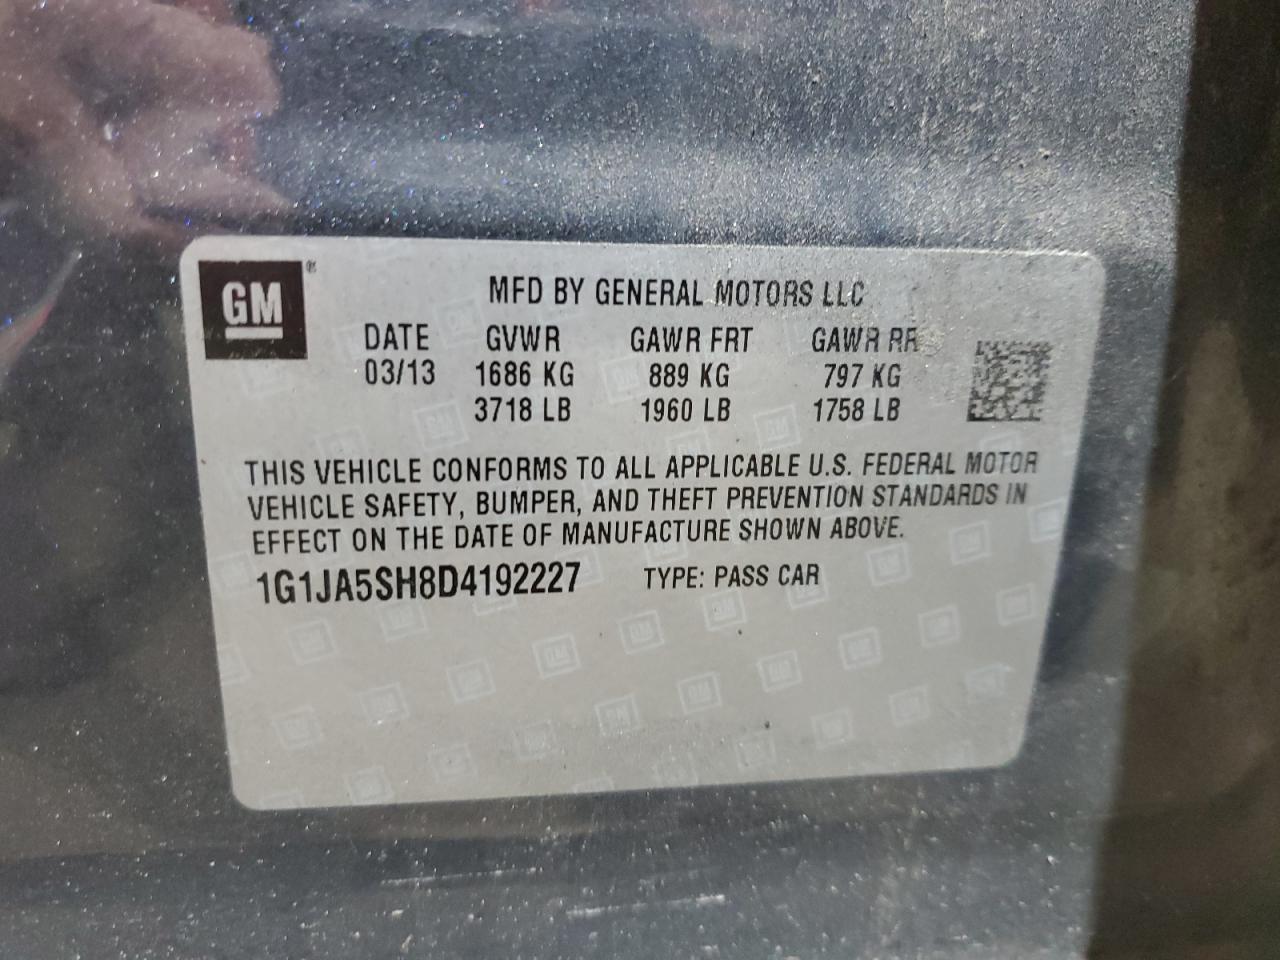 GM
MFD BY GENERAL MOTORS LLC
DATE GVWR GAWR FRT GAWR RR
03/13 1686 KG 889 KG 797 KG
3718 LB 1960 LB 1758 LB
THIS VEHICLE CONFORMS TO ALL APPLICABLE U.S. FEDERAL MOTOR
VEHICLE SAFETY, BUMPER, AND THEFT PREVENTION STANDARDS IN
EFFECT ON THE DATE OF MANUFACTURE SHOWN ABOVE.
1G1JA5SH8D4192227 TYPE: PASS CAR